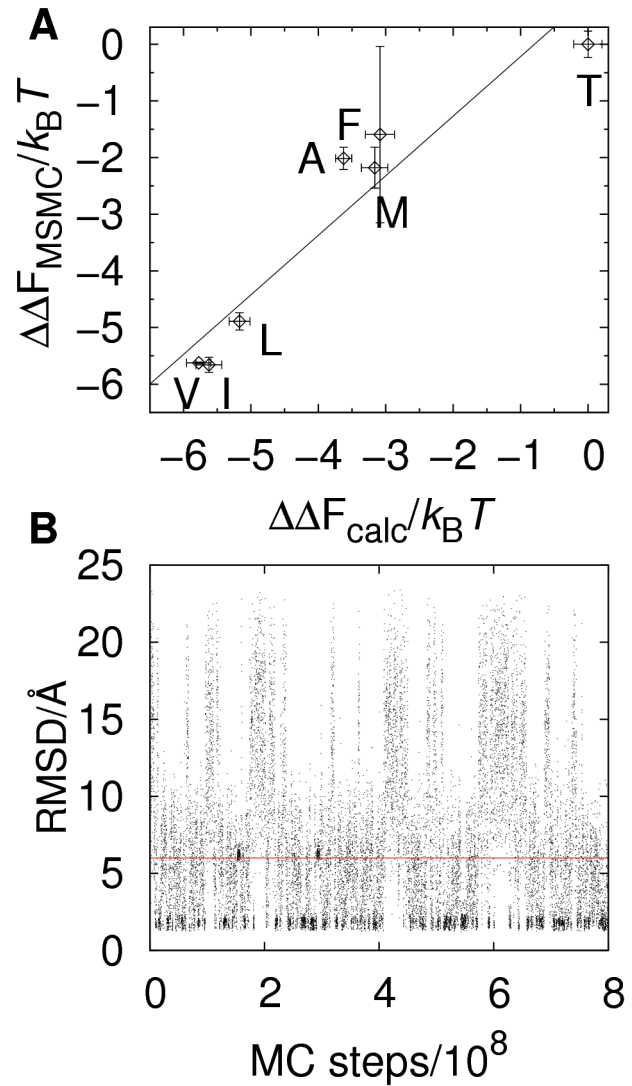 A
0
−1
−2
−3
−4
−5
−6
ΔΔF_MSMC/k_BT
T
F
A
M
L
V I
−6 −5 −4 −3 −2 −1 0
ΔΔF_calc/k_BT
B
25
20
15
10
5
0
RMSD/Å
0 2 4 6 8
MC steps/10^8